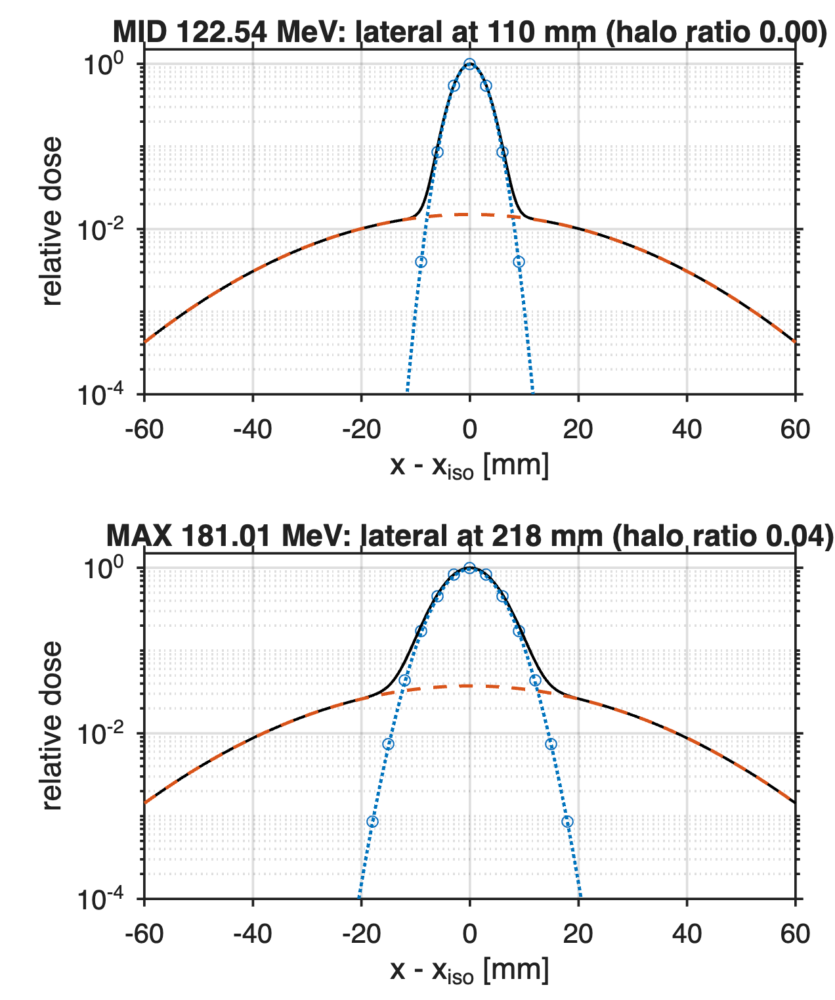 MID 122.54 MeV: lateral at 110 mm (halo ratio 0.00)
10^0
10^-2
10^-4
relative dose
-60 -40 -20 0 20 40 60
x - x_iso [mm]
MAX 181.01 MeV: lateral at 218 mm (halo ratio 0.04)
10^0
10^-2
10^-4
relative dose
-60 -40 -20 0 20 40 60
x - x_iso [mm]